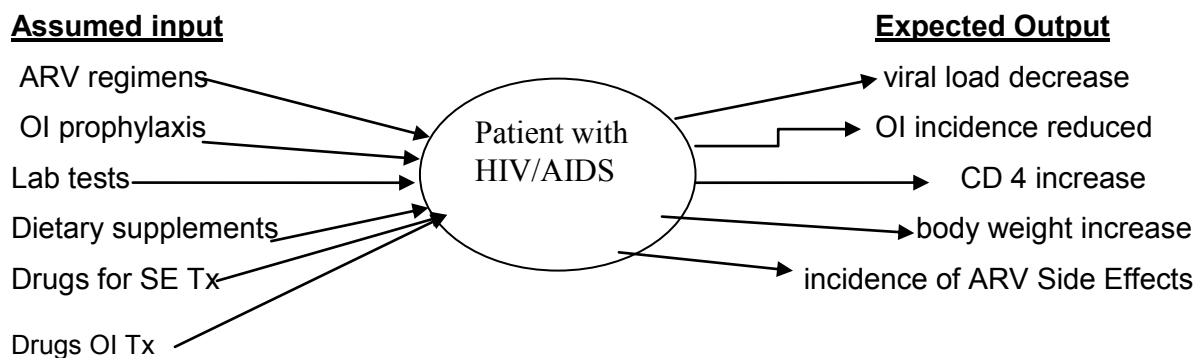 Assumed input
Expected Output
ARV regimens
viral load decrease
OI prophylaxis
OI incidence reduced
Patient with
HIV/AIDS
Lab tests
CD 4 increase
Dietary supplements
body weight increase
Drugs for SE Tx
incidence of ARV Side Effects
Drugs OI Tx